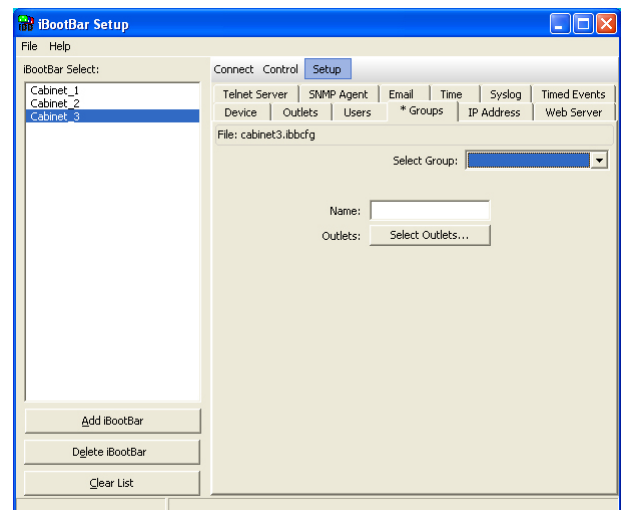 iBootBar Setup
File Help
iBootBar Select:
Cabinet_1
Cabinet_2
Cabinet_3
Add iBootBar
Delete iBootBar
Clear List
Connect Control Setup
Telnet Server SNMP Agent Email Time Syslog Timed Events
Device Outlets Users * Groups IP Address Web Server
File: cabinet3.ibbcfg
Select Group:
Name:
Outlets: Select Outlets...